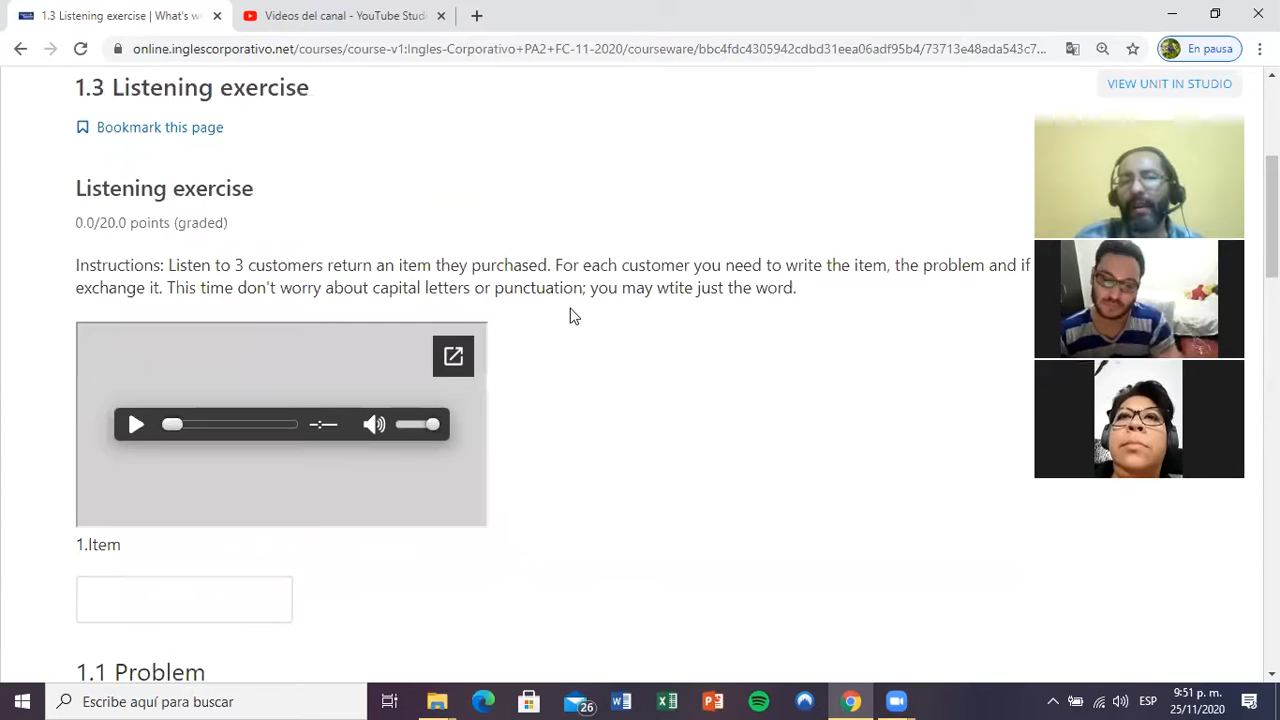 1.3 Listening exercise | What's w
Videos del canal - YouTube Stud
online.inglescorporativo.net/courses/course-v1:Ingles-Corporativo+PA2+FC-11-2020/courseware/bbc4fdc4305942cdbd31eea06adf95b4/73713e48ada543c7...
En pausa
1.3 Listening exercise
VIEW UNIT IN STUDIO
Bookmark this page
Listening exercise
0.0/20.0 points (graded)
Instructions: Listen to 3 customers return an item they purchased. For each customer you need to write the item, the problem and if
exchange it. This time don't worry about capital letters or punctuation; you may wtite just the word.
-:--
1.Item
1.1 Problem
Escribe aquí para buscar
26
ESP
9:51 p. m.
25/11/2020